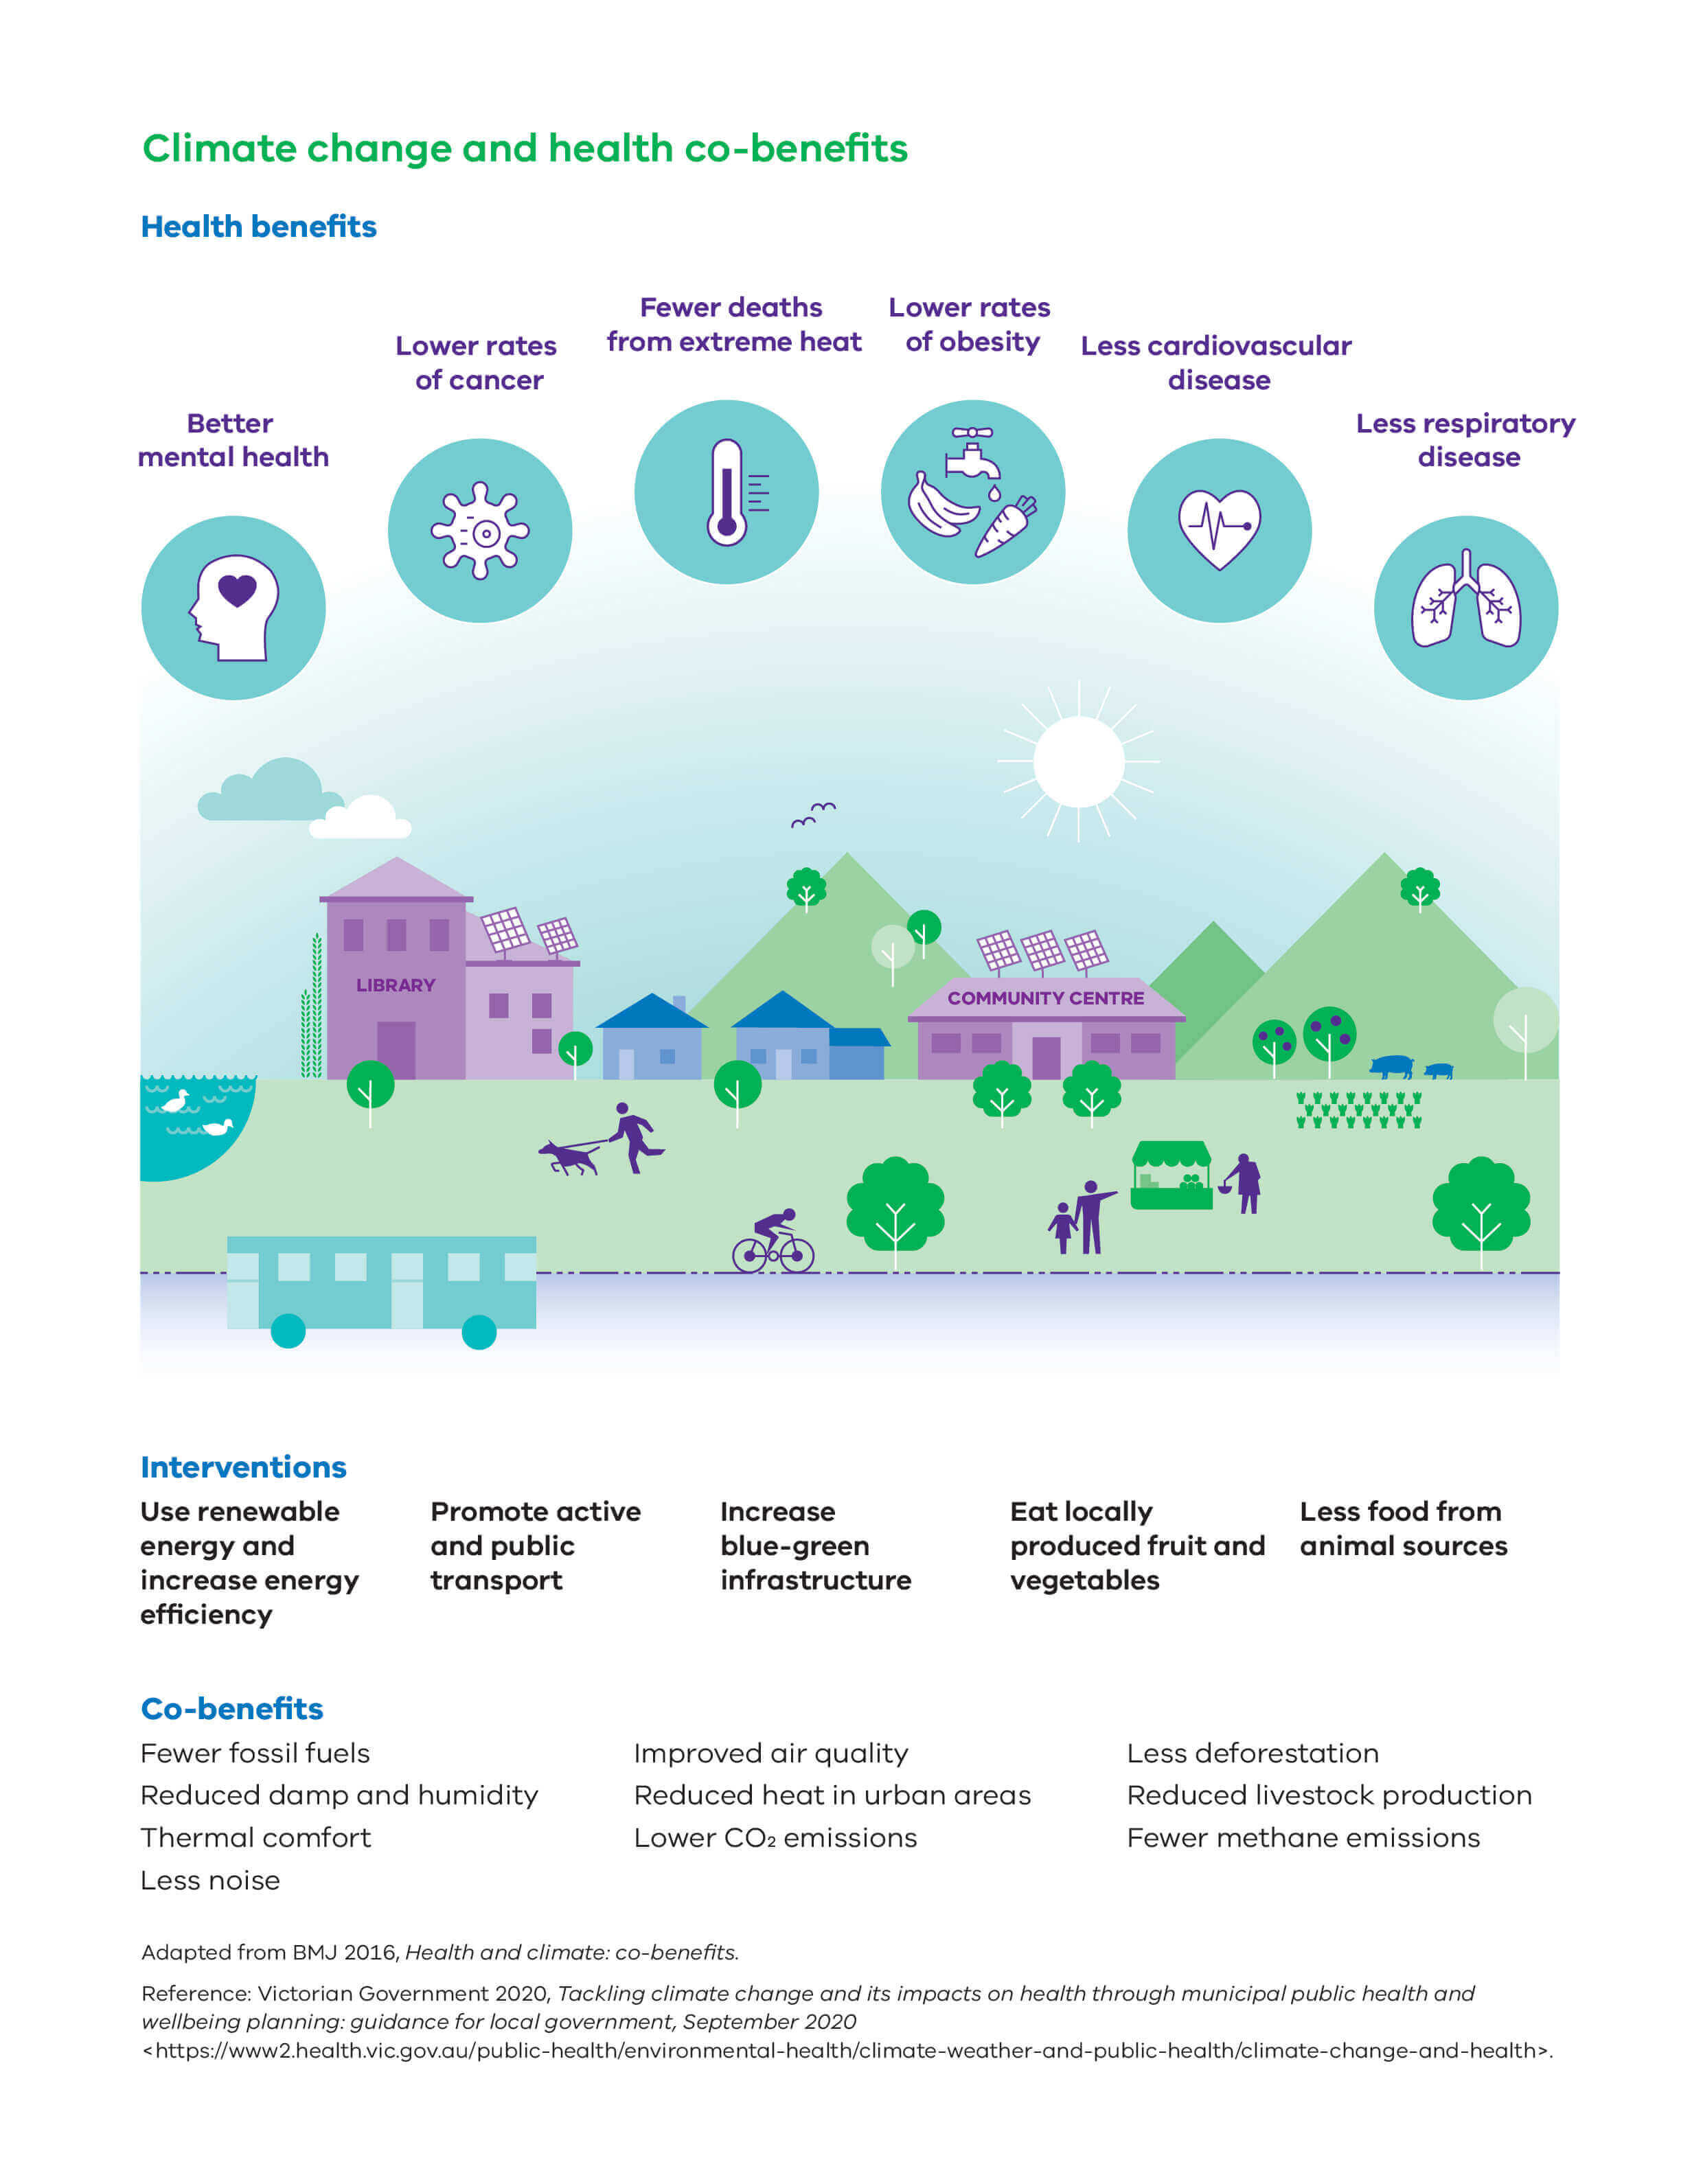 Climate change and health co-benefits
Health benefits
Better
mental health
Lower rates
of cancer
Fewer deaths
from extreme heat
Lower rates
of obesity
Less cardiovascular
disease
Less respiratory
disease
LIBRARY
COMMUNITY CENTRE
Interventions
Use renewable
energy and
increase energy
efficiency
Promote active
and public
transport
Increase
blue-green
infrastructure
Eat locally
produced fruit and
vegetables
Less food from
animal sources
Co-benefits
Fewer fossil fuels
Reduced damp and humidity
Thermal comfort
Less noise
Improved air quality
Reduced heat in urban areas
Lower CO₂ emissions
Less deforestation
Reduced livestock production
Fewer methane emissions
Adapted from BMJ 2016, Health and climate: co-benefits.
Reference: Victorian Government 2020, Tackling climate change and its impacts on health through municipal public health and
wellbeing planning: guidance for local government, September 2020
<https://www2.health.vic.gov.au/public-health/environmental-health/climate-weather-and-public-health/climate-change-and-health>.